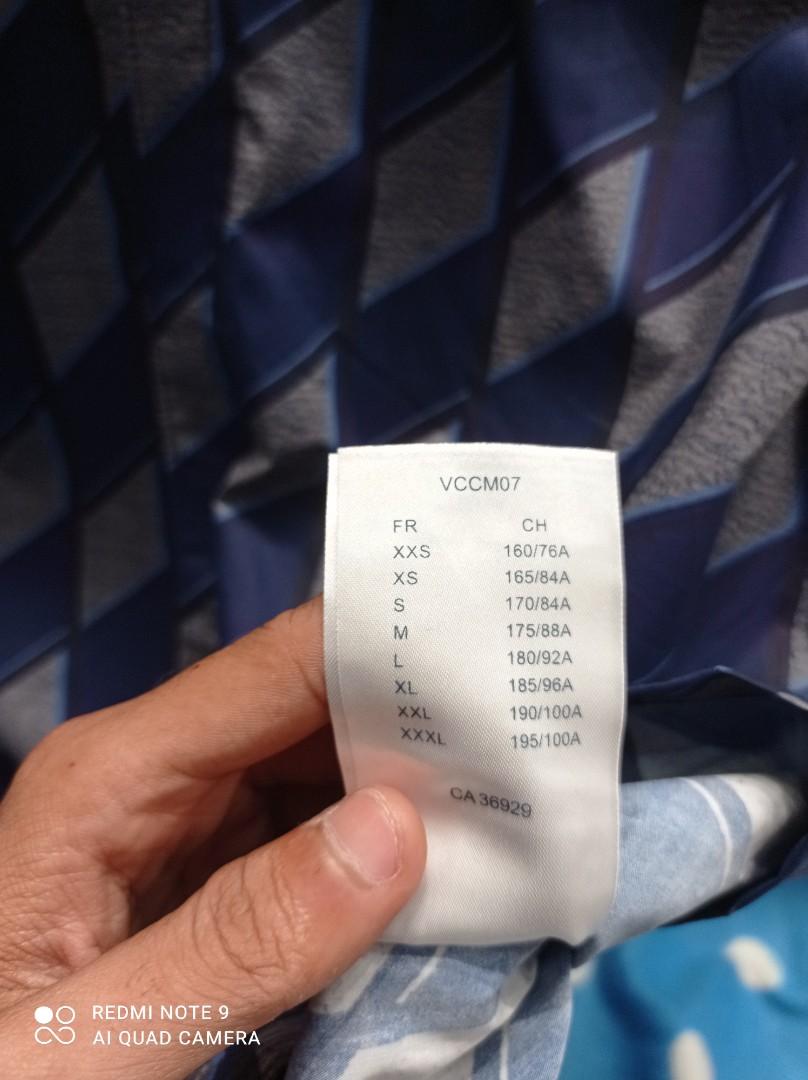 VCCM07
FR CH
XXS 160/76A
XS 165/84A
S 170/84A
M 175/88A
L 180/92A
XL 185/96A
XXL 190/100A
XXXL 195/100A
CA 36929
REDMI NOTE 9
AI QUAD CAMERA